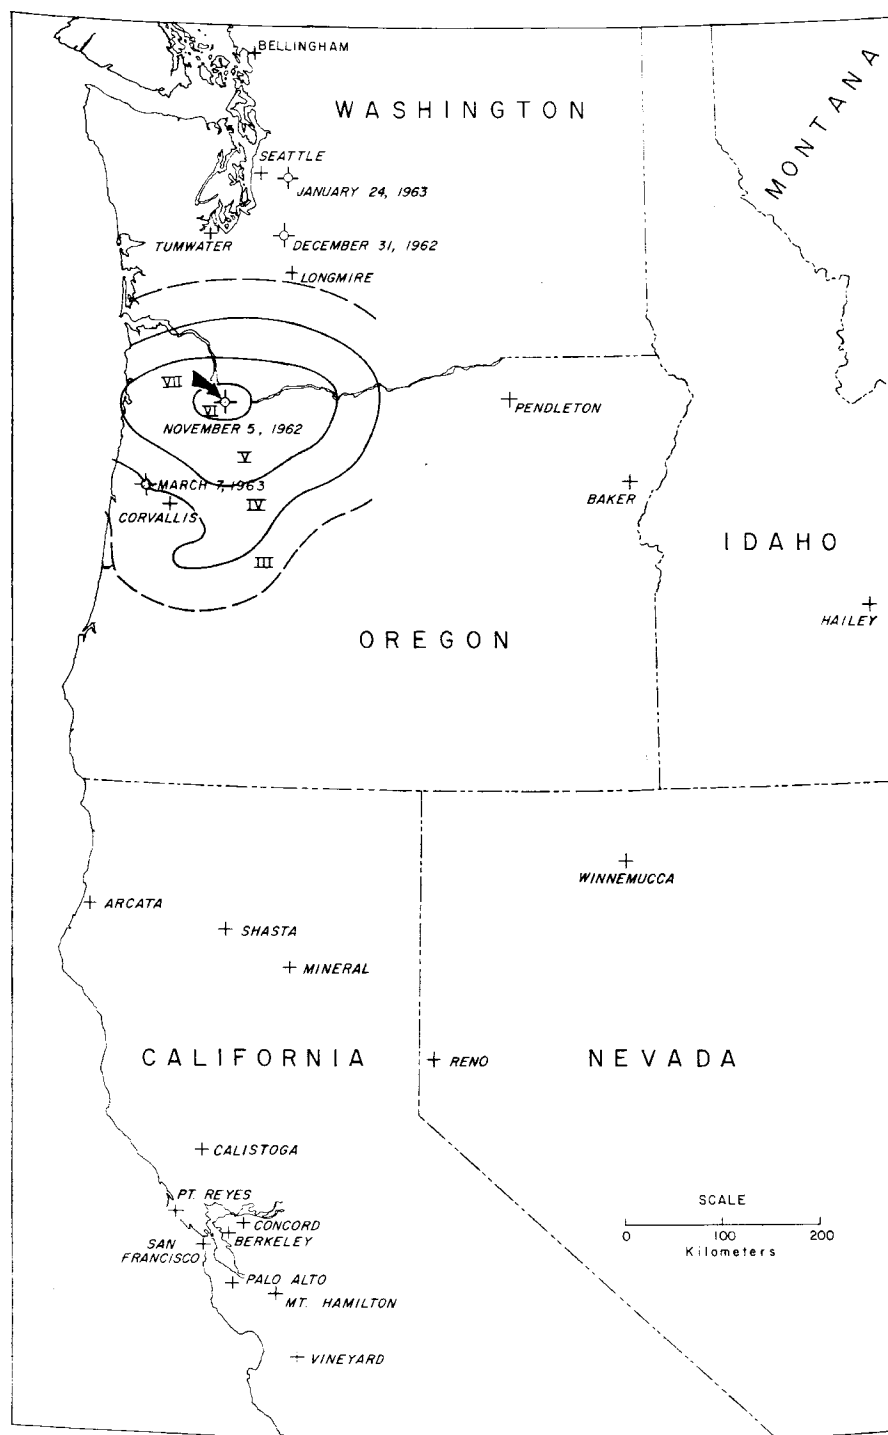 BELLINGHAM
WASHINGTON
MONTANA
SEATTLE
JANUARY 24, 1963
TUMWATER
DECEMBER 31, 1962
LONGMIRE
VII
VI
NOVEMBER 5, 1962
PENDLETON
V
MARCH 7, 1963
BAKER
IV
CORVALLIS
IDAHO
III
HAILEY
OREGON
WINNEMUCCA
ARCATA
SHASTA
MINERAL
CALIFORNIA
RENO
NEVADA
CALISTOGA
PT. REYES
SCALE
CONCORD
BERKELEY
SAN
FRANCISCO
0 100 200
Kilometers
PALO ALTO
MT. HAMILTON
VINEYARD